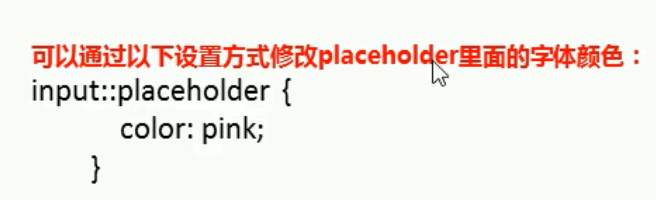 可以通过以下设置方式修改placeholder里面的字体颜色：
input::placeholder {
color: pink;
}